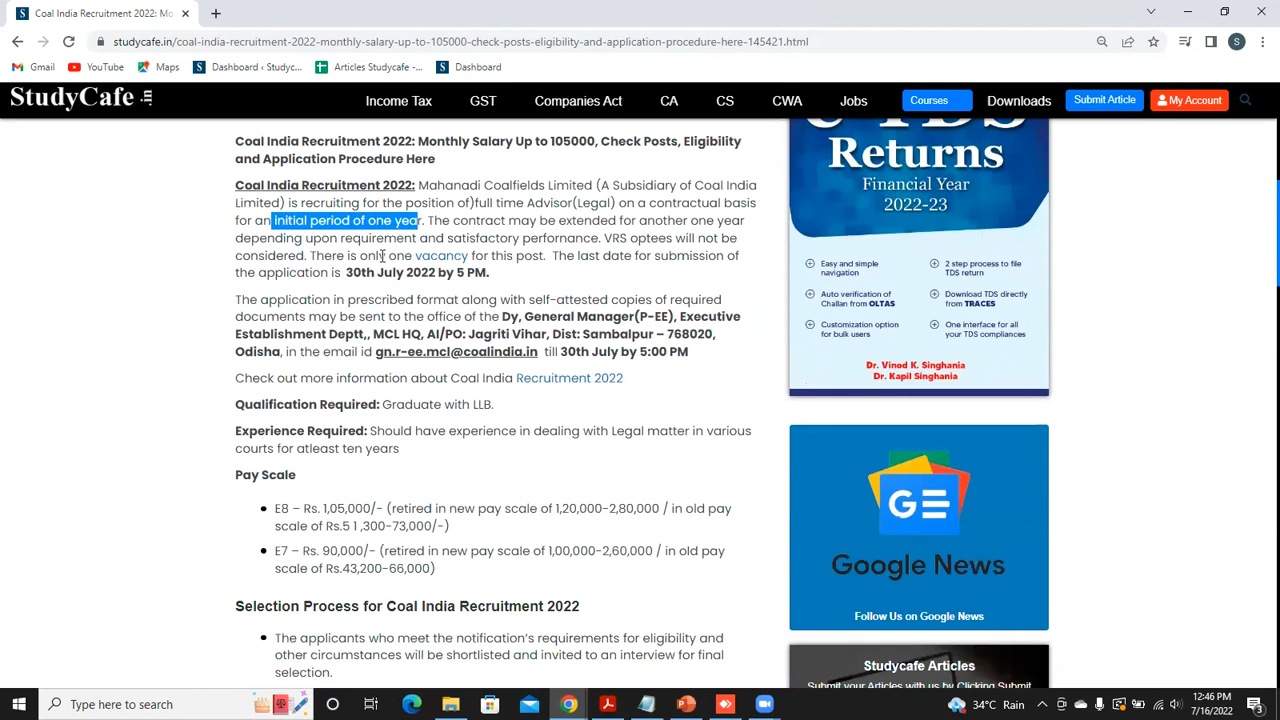 Coal India Recruitment 2022: Mo
studycafe.in/coal-india-recruitment-2022-monthly-salary-up-to-105000-check-posts-eligibility-and-application-procedure-here-145421.html
S
Gmail
YouTube
Maps
Dashboard ‹ Studyc...
Articles Studycafe -...
Dashboard
StudyCafe
Income Tax
GST
Companies Act
CA
CS
CWA
Jobs
Courses
Downloads
Submit Article
My Account
Coal India Recruitment 2022: Monthly Salary Up to 105000, Check Posts, Eligibility
and Application Procedure Here
Coal India Recruitment 2022: Mahanadi Coalfields Limited (A Subsidiary of Coal India
Limited) is recruiting for the position of)full time Advisor(Legal) on a contractual basis
for an initial period of one year. The contract may be extended for another one year
depending upon requirement and satisfactory perfornance. VRS optees will not be
considered. There is only one vacancy for this post. The last date for submission of
the application is 30th July 2022 by 5 PM.
The application in prescribed format along with self-attested copies of required
documents may be sent to the office of the Dy, General Manager(P-EE), Executive
Establishment Deptt,, MCL HQ, AI/PO: Jagriti Vihar, Dist: Sambalpur – 768020,
Odisha, in the email id gn.r-ee.mcl@coalindia.in till 30th July by 5:00 PM
Check out more information about Coal India Recruitment 2022
Qualification Required: Graduate with LLB.
Experience Required: Should have experience in dealing with Legal matter in various
courts for atleast ten years
Pay Scale
E8 – Rs. 1,05,000/- (retired in new pay scale of 1,20,000-2,80,000 / in old pay
scale of Rs.5 1 ,300-73,000/-)
E7 – Rs. 90,000/- (retired in new pay scale of 1,00,000-2,60,000 / in old pay
scale of Rs.43,200-66,000)
Selection Process for Coal India Recruitment 2022
The applicants who meet the notification's requirements for eligibility and
other circumstances will be shortlisted and invited to an interview for final
selection.
Returns
Financial Year
2022-23
Easy and simple
navigation
2 step process to file
TDS return
Auto verification of
Challan from OLTAS
Download TDS directly
from TRACES
Customization option
for bulk users
One interface for all
your TDS compliances
Dr. Vinod K. Singhania
Dr. Kapil Singhania
Google News
Follow Us on Google News
Studycafe Articles
Submit your Articles with us by Clicking Submit
Type here to search
34°C Rain
12:46 PM
7/16/2022
3